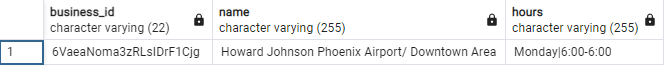 business_id name hours
character varying (22) character varying (255) character varying (255)
1 6VaeaNoma3zRLsIDrF1Cjg Howard Johnson Phoenix Airport/ Downtown Area Monday|6:00-6:00